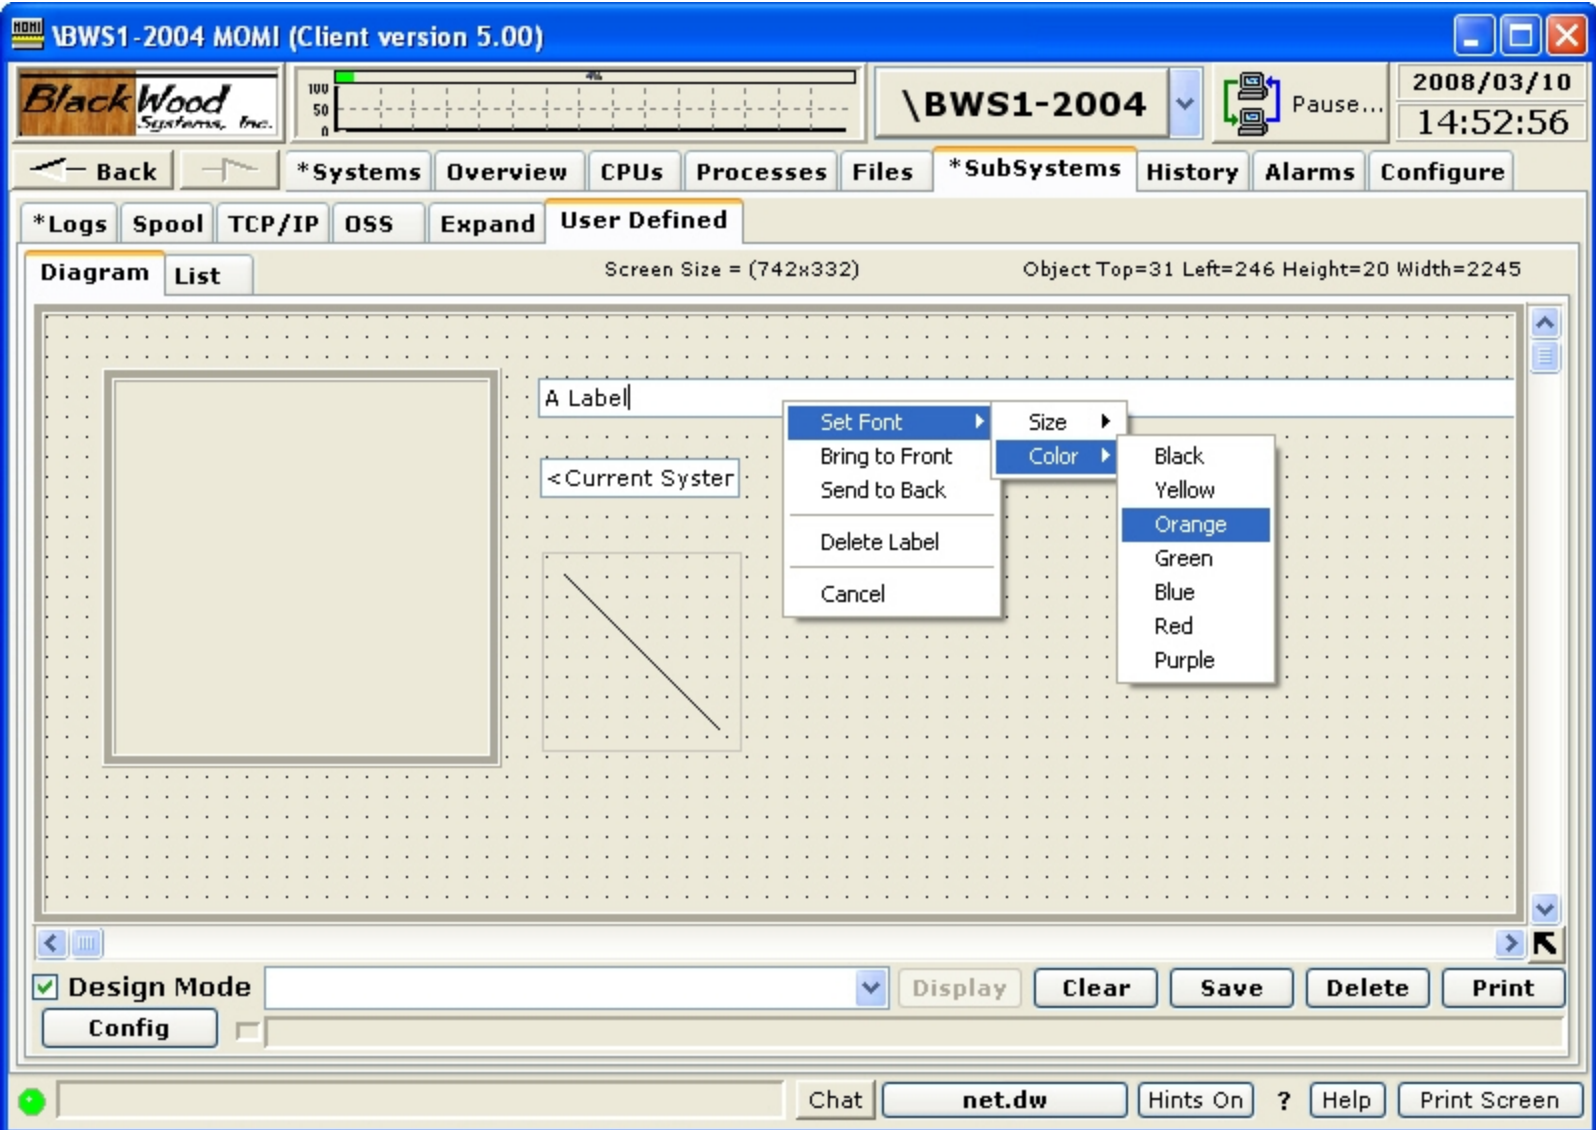 MOMI \BWS1-2004 MOMI (Client version 5.00)
BlackWood
Systems, Inc.
4%
100
50
0
\BWS1-2004
Pause...
2008/03/10
14:52:56
Back *Systems Overview CPUs Processes Files *SubSystems History Alarms Configure
*Logs Spool TCP/IP OSS Expand User Defined
Diagram List Screen Size = (742x332) Object Top=31 Left=246 Height=20 Width=2245
A Label
Set Font Size
Bring to Front Color Black
<Current Syster Send to Back Yellow
Orange
Delete Label Green
Cancel Blue
Red
Purple
Design Mode Display Clear Save Delete Print
Config
Chat net.dw Hints On ? Help Print Screen